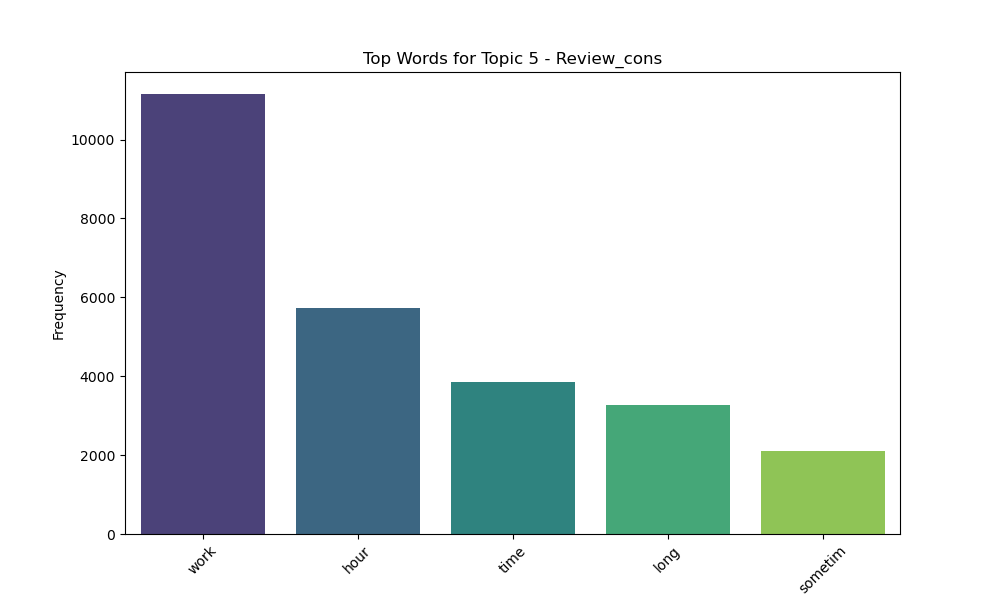 Top Words for Topic 5 - Review_cons
Frequency
10000
8000
6000
4000
2000
0
work
hour
time
long
sometim